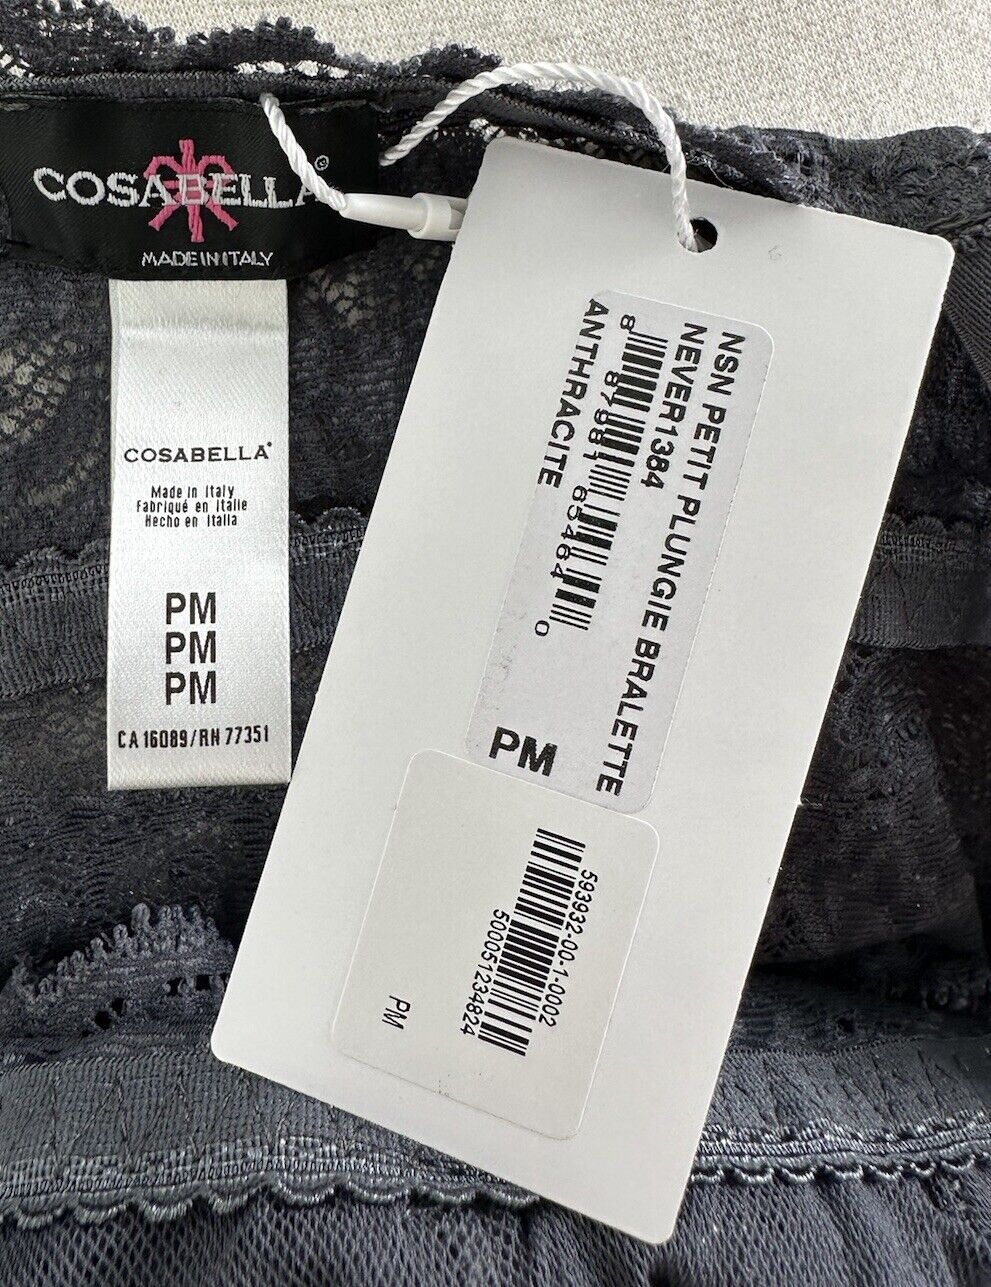 COSABELLA®
MADE IN ITALY
COSABELLA®
Made in Italy
Fabriqué en Italie
Hecho en Italia
PM
PM
PM
CA 16089/RN 77351
NSN PETIT PLUNGIE BRALETTE
NEVER1384
ANTHRACITE
PM
593932-00-1-0002
500051234824
PM